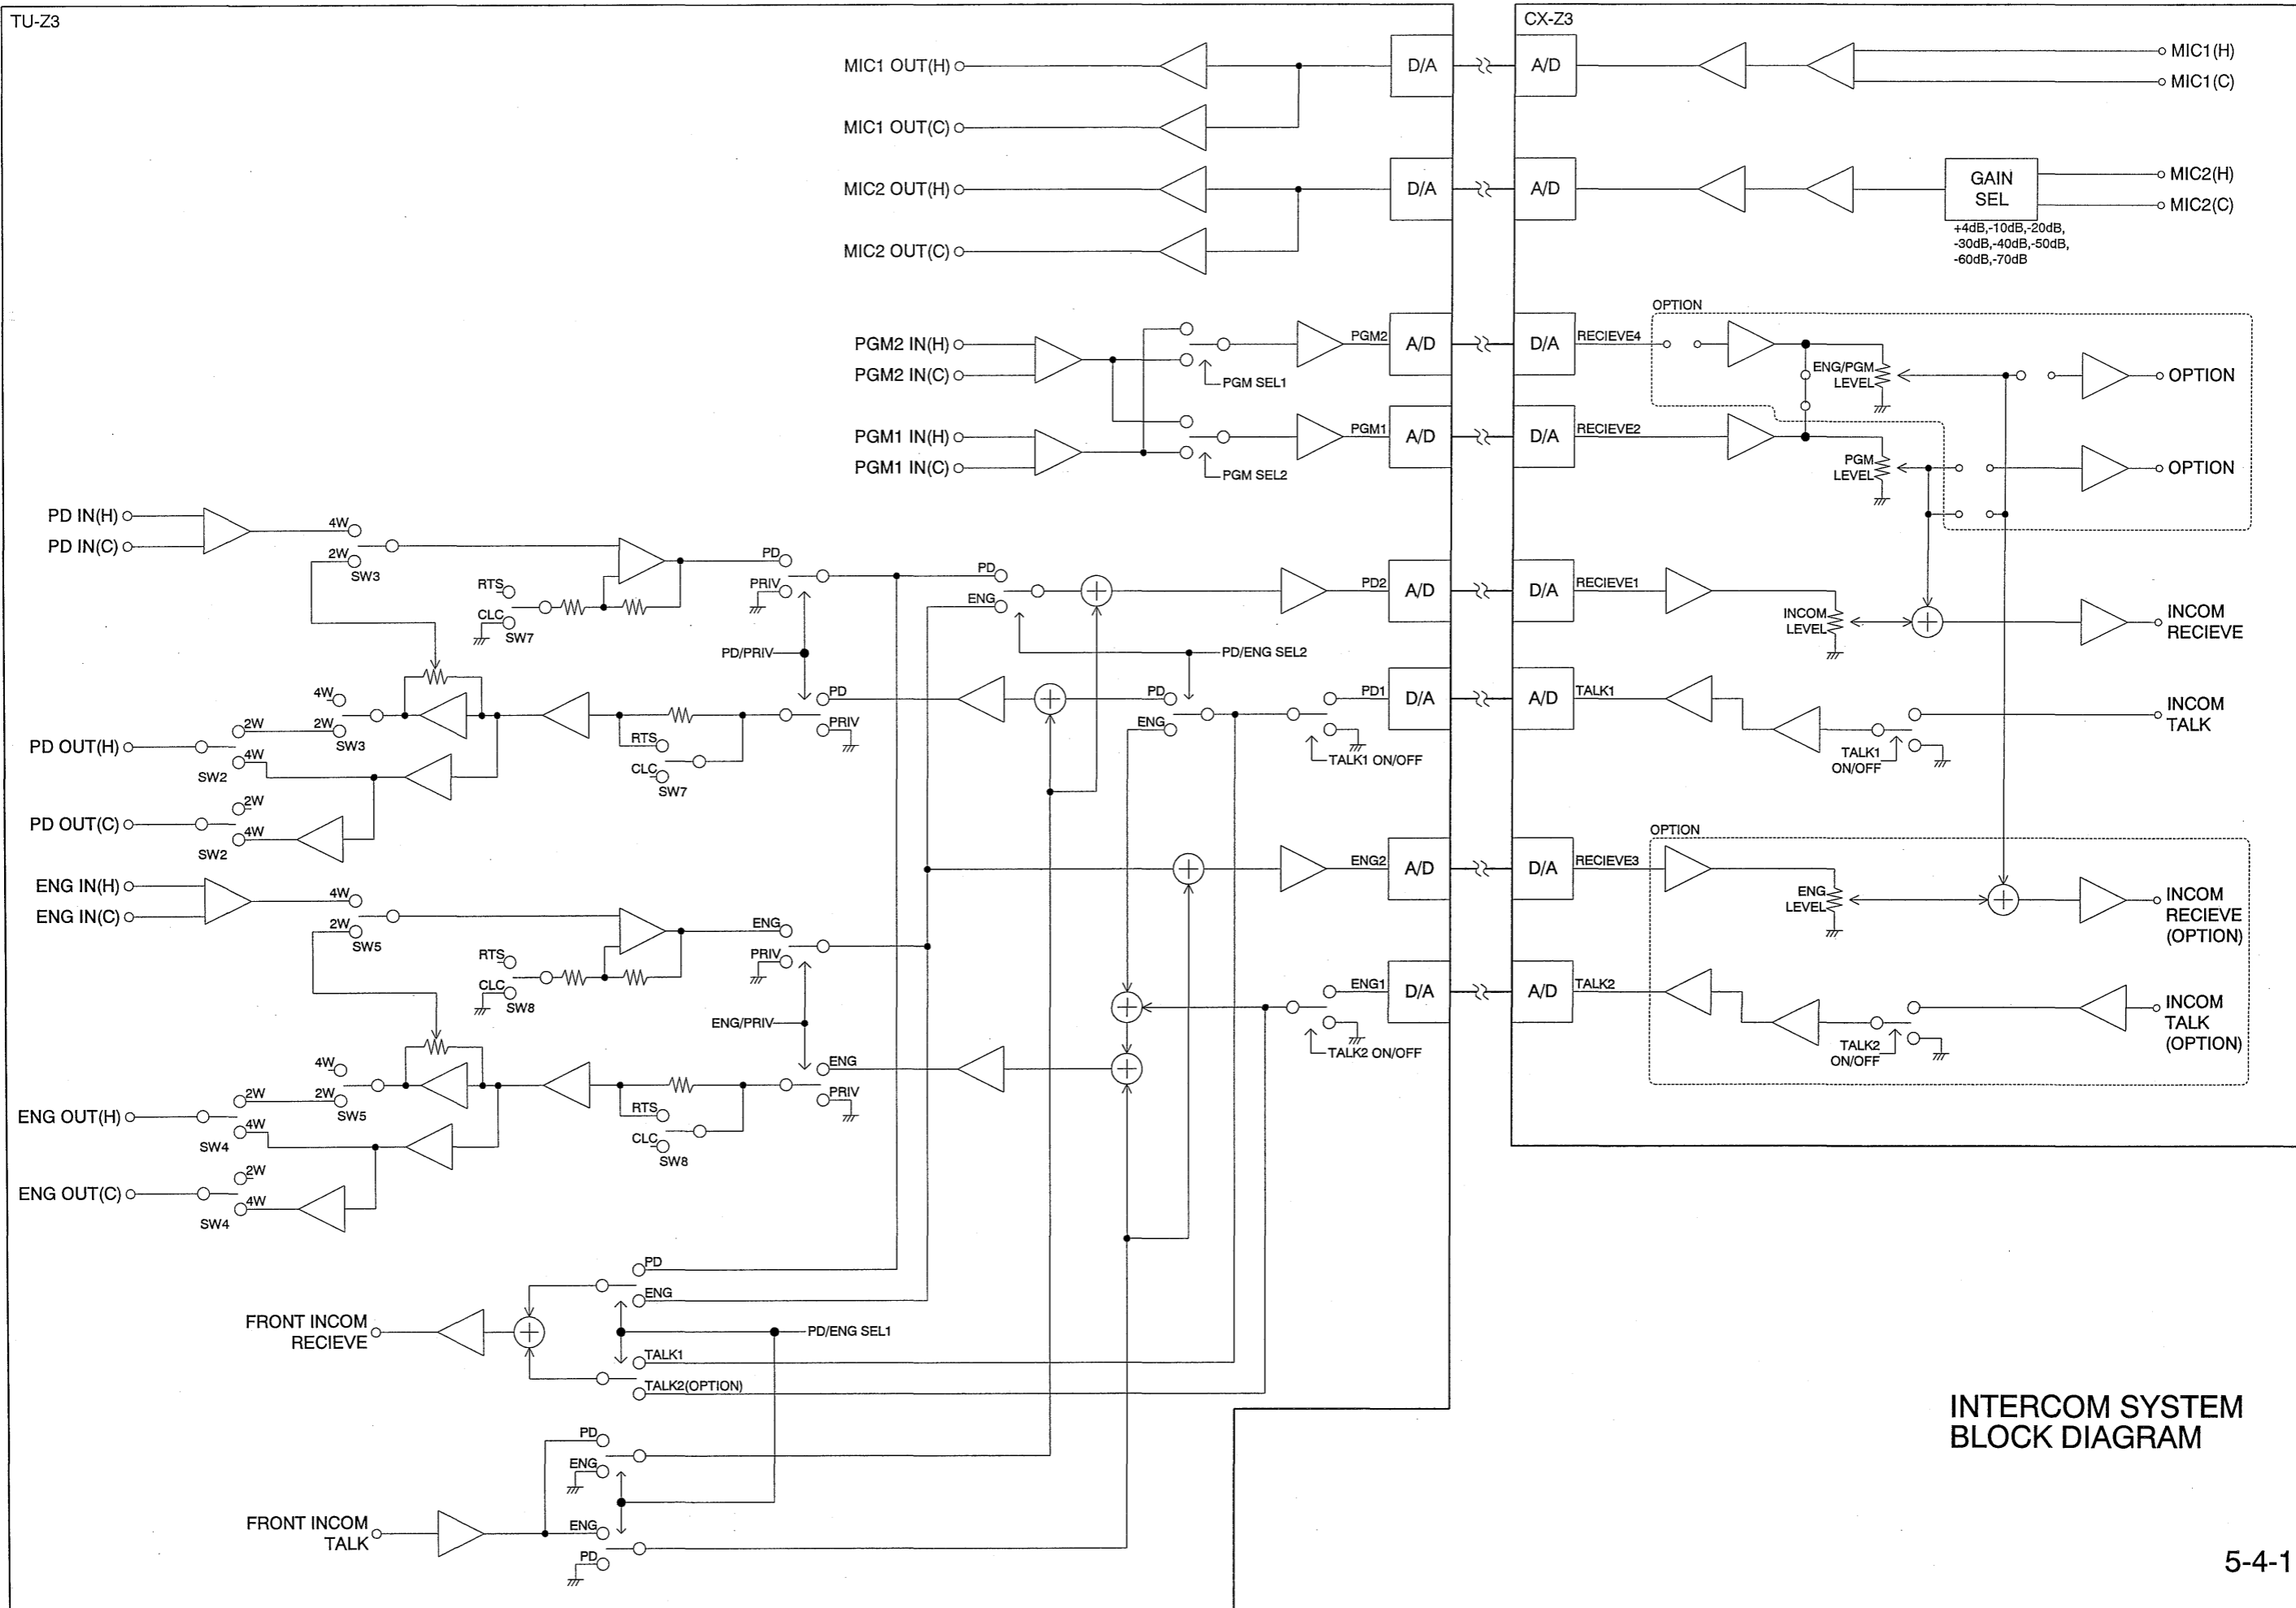 TU-Z3
CX-Z3
MIC1 OUT(H)
D/A
A/D
MIC1(H)
MIC1(C)
MIC1 OUT(C)
MIC2 OUT(H)
D/A
A/D
GAIN
SEL
MIC2(H)
MIC2(C)
+4dB,-10dB,-20dB,
-30dB,-40dB,-50dB,
-60dB,-70dB
MIC2 OUT(C)
OPTION
PGM2 IN(H)
PGM2 IN(C)
PGM SEL1
PGM2
A/D
D/A
RECIEVE4
ENG/PGM
LEVEL
OPTION
PGM1 IN(H)
PGM1 IN(C)
PGM SEL2
PGM1
A/D
D/A
RECIEVE2
PGM
LEVEL
OPTION
PD IN(H)
PD IN(C)
4W
2W
SW3
RTS
CLC
SW7
PD
PRIV
PD/PRIV
PD
ENG
PD/ENG SEL2
PD2
A/D
D/A
RECIEVE1
INCOM
LEVEL
INCOM
RECIEVE
4W
2W
2W
SW3
PD OUT(H)
4W
SW2
RTS
CLC
SW7
PD
PRIV
PD
ENG
PD1
TALK1 ON/OFF
D/A
A/D
TALK1
TALK1
ON/OFF
INCOM
TALK
2W
PD OUT(C)
4W
SW2
OPTION
ENG IN(H)
ENG IN(C)
4W
2W
SW5
RTS
CLC
SW8
ENG
PRIV
ENG/PRIV
ENG2
A/D
D/A
RECIEVE3
ENG
LEVEL
INCOM
RECIEVE
(OPTION)
4W
2W
2W
SW5
ENG OUT(H)
4W
SW4
RTS
CLC
SW8
ENG
PRIV
ENG1
TALK2 ON/OFF
D/A
A/D
TALK2
TALK2
ON/OFF
INCOM
TALK
(OPTION)
2W
ENG OUT(C)
4W
SW4
PD
ENG
FRONT INCOM
RECIEVE
PD/ENG SEL1
TALK1
TALK2(OPTION)
PD
ENG
FRONT INCOM
TALK
ENG
PD
INTERCOM SYSTEM
BLOCK DIAGRAM
5-4-1